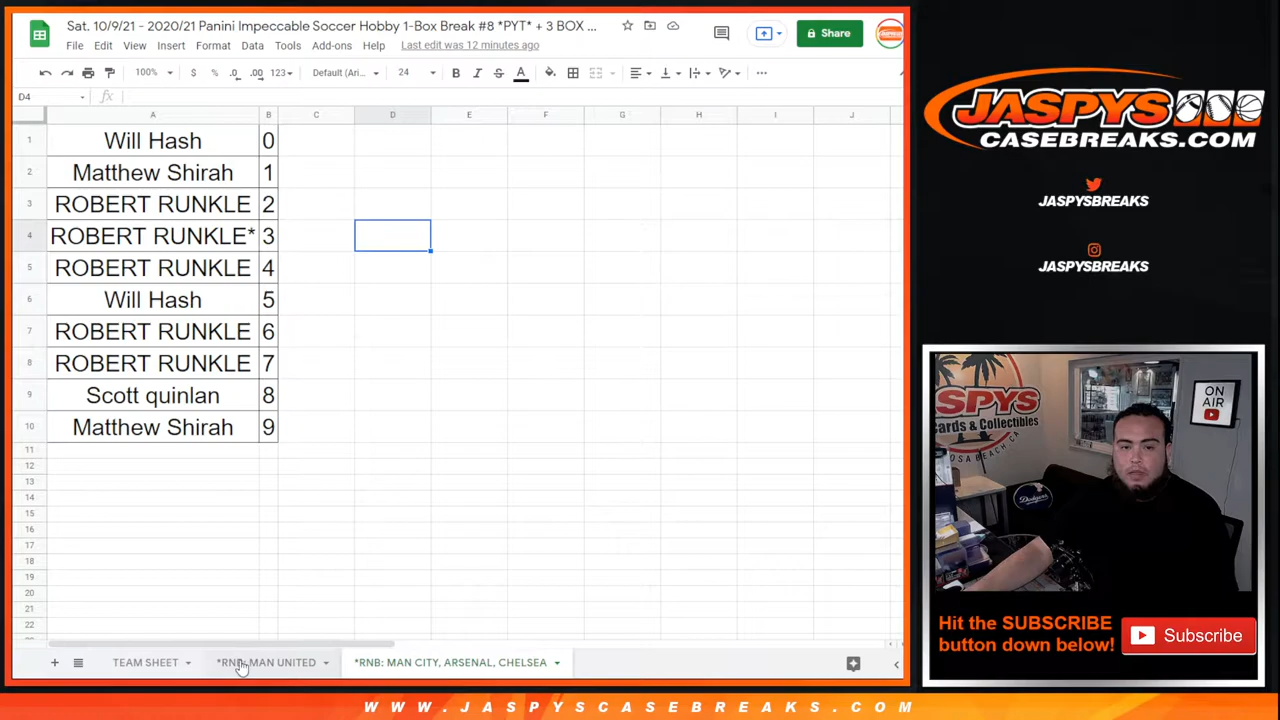 Sat. 10/9/21 - 2020/21 Panini Impeccable Soccer Hobby 1-Box Break #8 *PYT* + 3 BOX ...
File Edit View Insert Format Data Tools Add-ons Help Last edit was 12 minutes ago
Share
100% $ % .0 .00 123 Default (Ari... 24 B I S A
D4 fx
A B C D E F G H I J
1 Will Hash 0
2 Matthew Shirah 1
3 ROBERT RUNKLE 2
4 ROBERT RUNKLE* 3
5 ROBERT RUNKLE 4
6 Will Hash 5
7 ROBERT RUNKLE 6
8 ROBERT RUNKLE 7
9 Scott quinlan 8
10 Matthew Shirah 9
11
12
13
14
15
16
17
18
19
20
21
22
TEAM SHEET *RNB: MAN UNITED *RNB: MAN CITY, ARSENAL, CHELSEA
JASPYS
CASEBREAKS.COM
JASPYSBREAKS
JASPYSBREAKS
ON
AIR
Dodgers
Hit the SUBSCRIBE
button down below!
Subscribe
WWW.JASPYSCASEBREAKS.COM